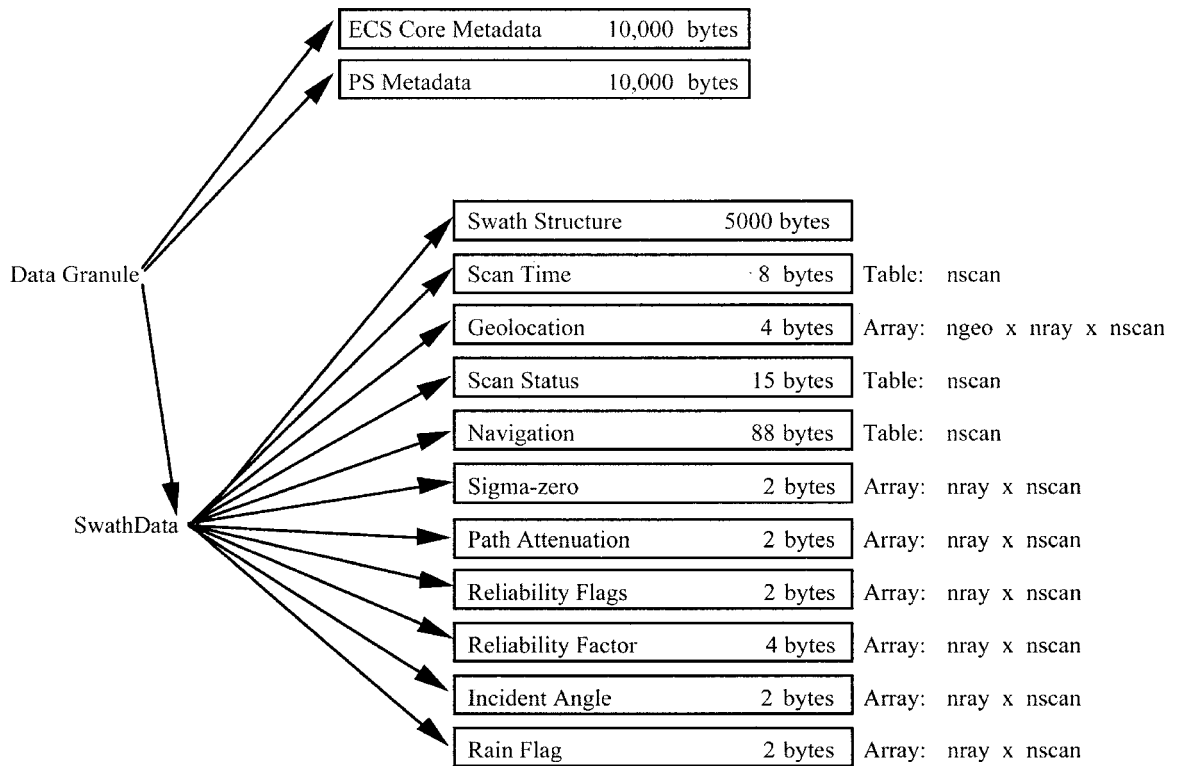 ECS Core Metadata 10,000 bytes
PS Metadata 10,000 bytes
Data Granule
Swath Structure 5000 bytes
Scan Time 8 bytes Table: nscan
Geolocation 4 bytes Array: ngeo x nray x nscan
Scan Status 15 bytes Table: nscan
Navigation 88 bytes Table: nscan
Sigma-zero 2 bytes Array: nray x nscan
SwathData
Path Attenuation 2 bytes Array: nray x nscan
Reliability Flags 2 bytes Array: nray x nscan
Reliability Factor 4 bytes Array: nray x nscan
Incident Angle 2 bytes Array: nray x nscan
Rain Flag 2 bytes Array: nray x nscan